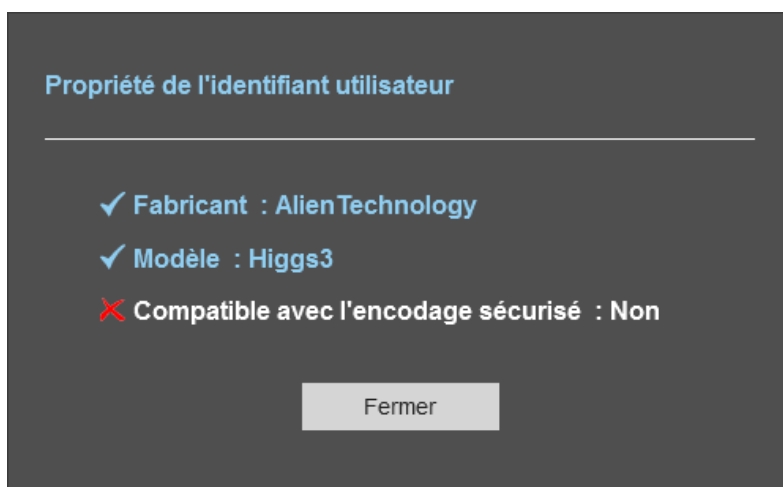 Propriété de l'identifiant utilisateur
Fabricant : AlienTechnology
Modèle : Higgs3
Compatible avec l'encodage sécurisé : Non
Fermer